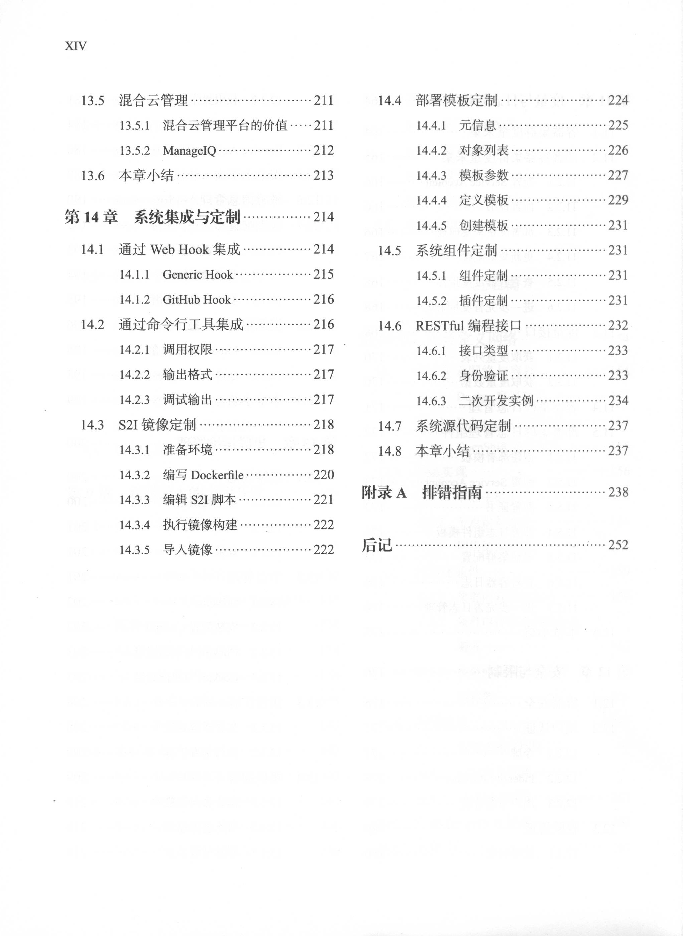 XIV
13.5 混合云管理 211
13.5.1 混合云管理平台的价值 211
13.5.2 ManageIQ 212
13.6 本章小结 213
第 14 章 系统集成与定制 214
14.1 通过 Web Hook 集成 214
14.1.1 Generic Hook 215
14.1.2 GitHub Hook 216
14.2 通过命令行工具集成 216
14.2.1 调用权限 217
14.2.2 输出格式 217
14.2.3 调试输出 217
14.3 S2I 镜像定制 218
14.3.1 准备环境 218
14.3.2 编写 Dockerfile 220
14.3.3 编辑 S2I 脚本 221
14.3.4 执行镜像构建 222
14.3.5 导入镜像 222
14.4 部署模板定制 224
14.4.1 元信息 225
14.4.2 对象列表 226
14.4.3 模板参数 227
14.4.4 定义模板 229
14.4.5 创建模板 231
14.5 系统组件定制 231
14.5.1 组件定制 231
14.5.2 插件定制 231
14.6 RESTful 编程接口 232
14.6.1 接口类型 233
14.6.2 身份验证 233
14.6.3 二次开发实例 234
14.7 系统源代码定制 237
14.8 本章小结 237
附录 A 排错指南 238
后记 252